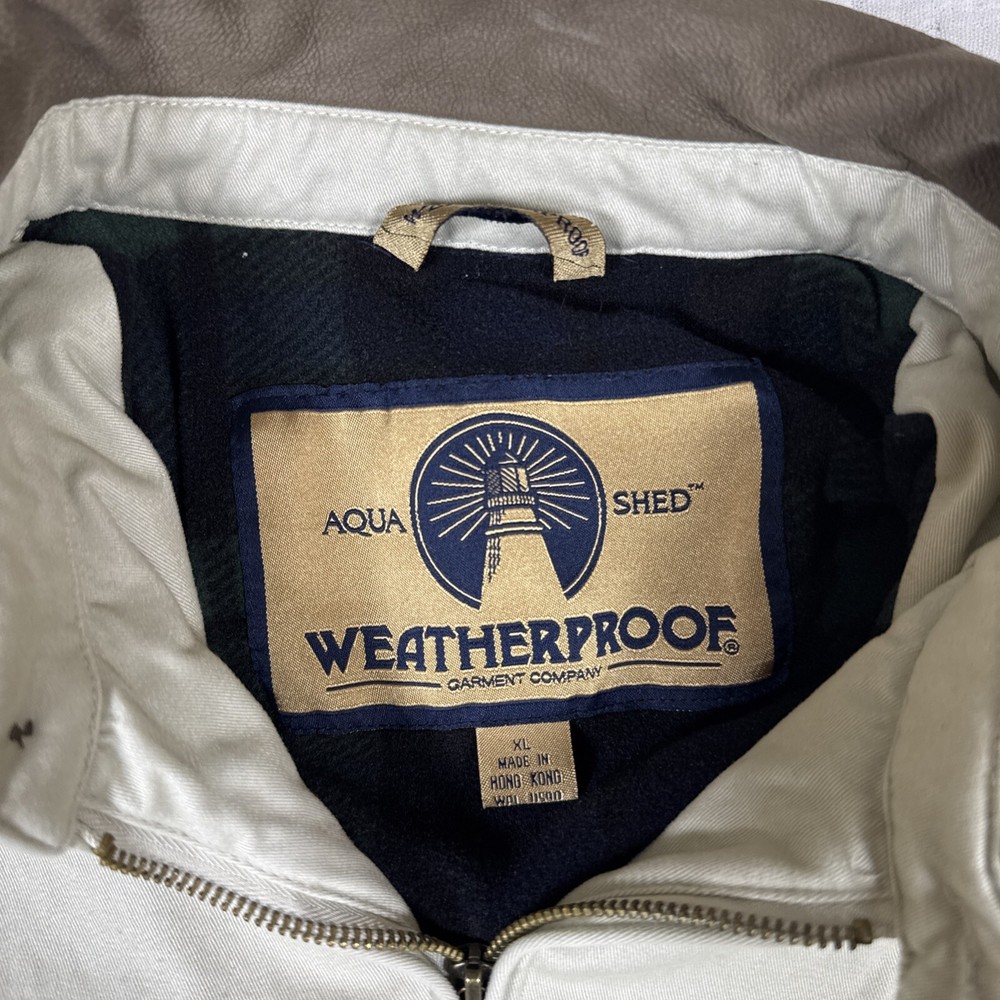 AQUA SHED™
WEATHERPROOF®
GARMENT COMPANY
XL
MADE IN
HONG KONG